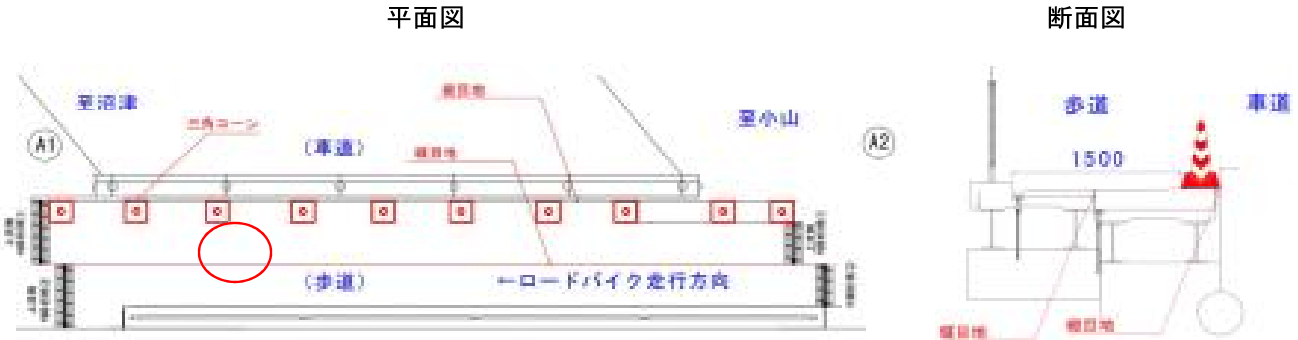 平面図
断面図
至沼津
縦目地
歩道
車道
三角コーン
至小山
A1
(車道)
縦目地
A2
1500
(歩道)
←ロードバイク走行方向
縦目地
縦目地